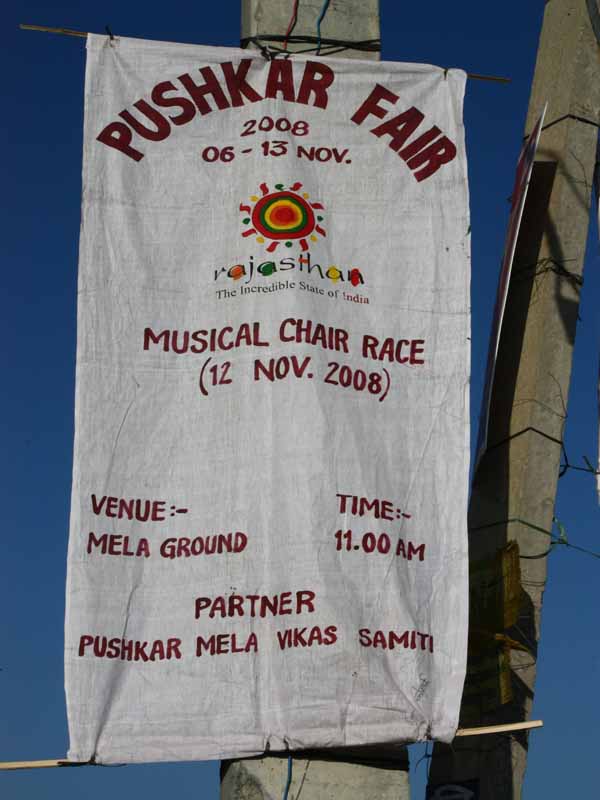 PUSHKAR FAIR
2008
06 - 13 NOV.
rajasthan
The Incredible State of India
MUSICAL CHAIR RACE
(12 NOV. 2008)
VENUE:-
MELA GROUND
TIME:-
11.00 AM
PARTNER
PUSHKAR MELA VIKAS SAMITI